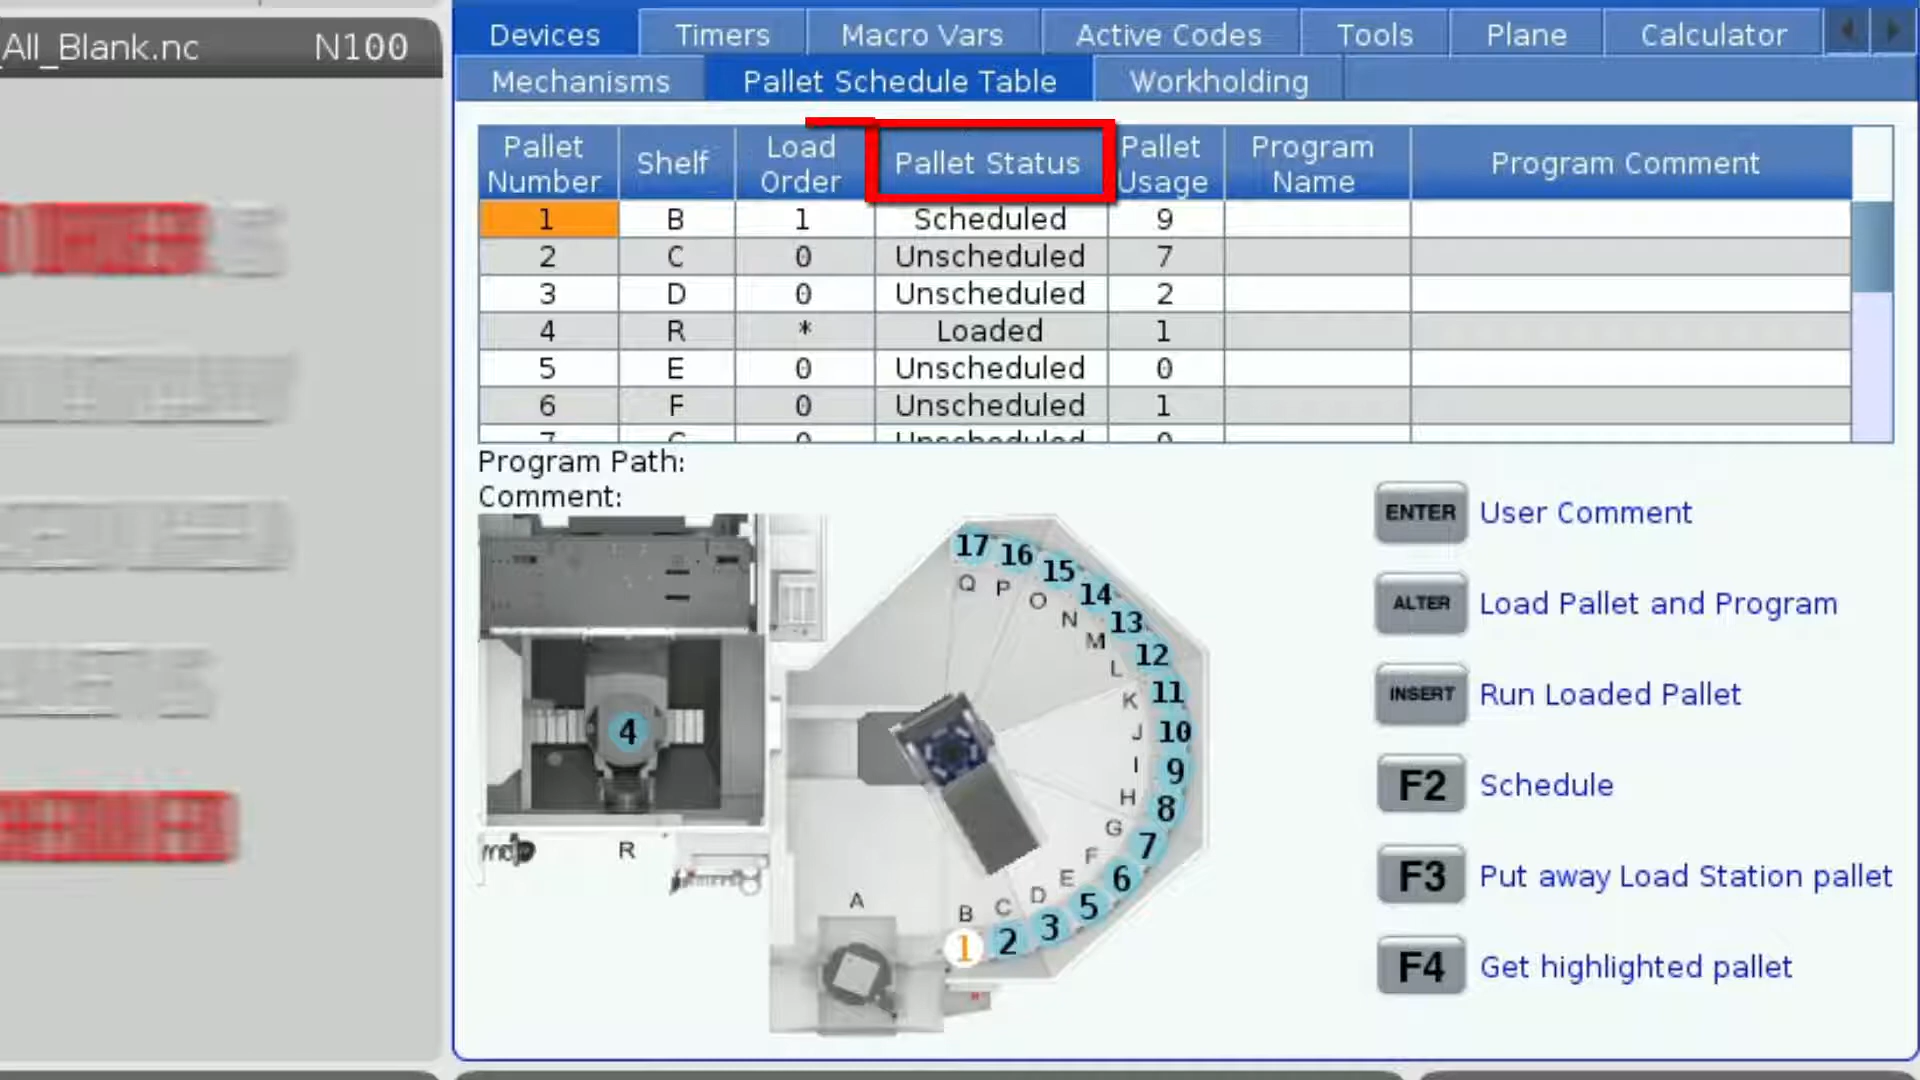 _All_Blank.nc N100
Devices Timers Macro Vars Active Codes Tools Plane Calculator
Mechanisms Pallet Schedule Table Workholding
Pallet Number Shelf Load Order Pallet Status Pallet Usage Program Name Program Comment
1 B 1 Scheduled 9
2 C 0 Unscheduled 7
3 D 0 Unscheduled 2
4 R * Loaded 1
5 E 0 Unscheduled 0
6 F 0 Unscheduled 1
Program Path:
Comment:
17 16 15 14 13 12 11 10 9 8 7 6 5 3 2 1
Q P O N M L K J I H G F E D C B
4
R
A
ENTER User Comment
ALTER Load Pallet and Program
INSERT Run Loaded Pallet
F2 Schedule
F3 Put away Load Station pallet
F4 Get highlighted pallet